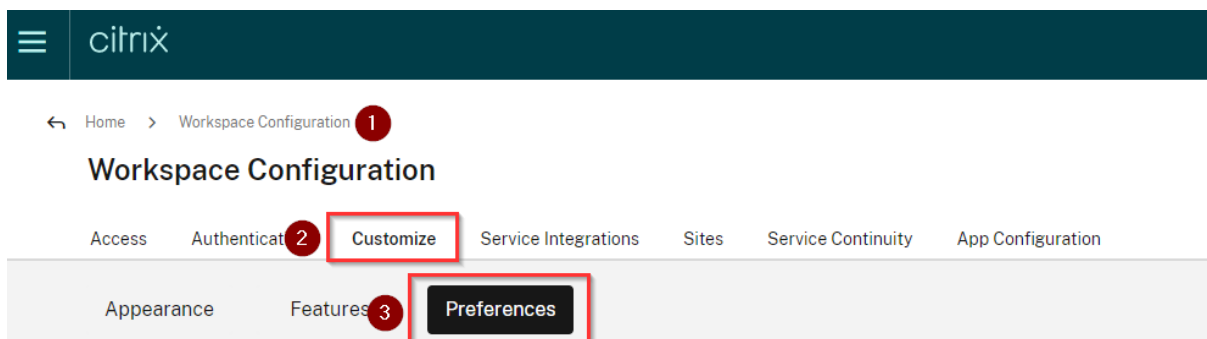 citrix
Home > Workspace Configuration 1
Workspace Configuration
Access Authenticat 2 Customize Service Integrations Sites Service Continuity App Configuration
Appearance Features 3 Preferences